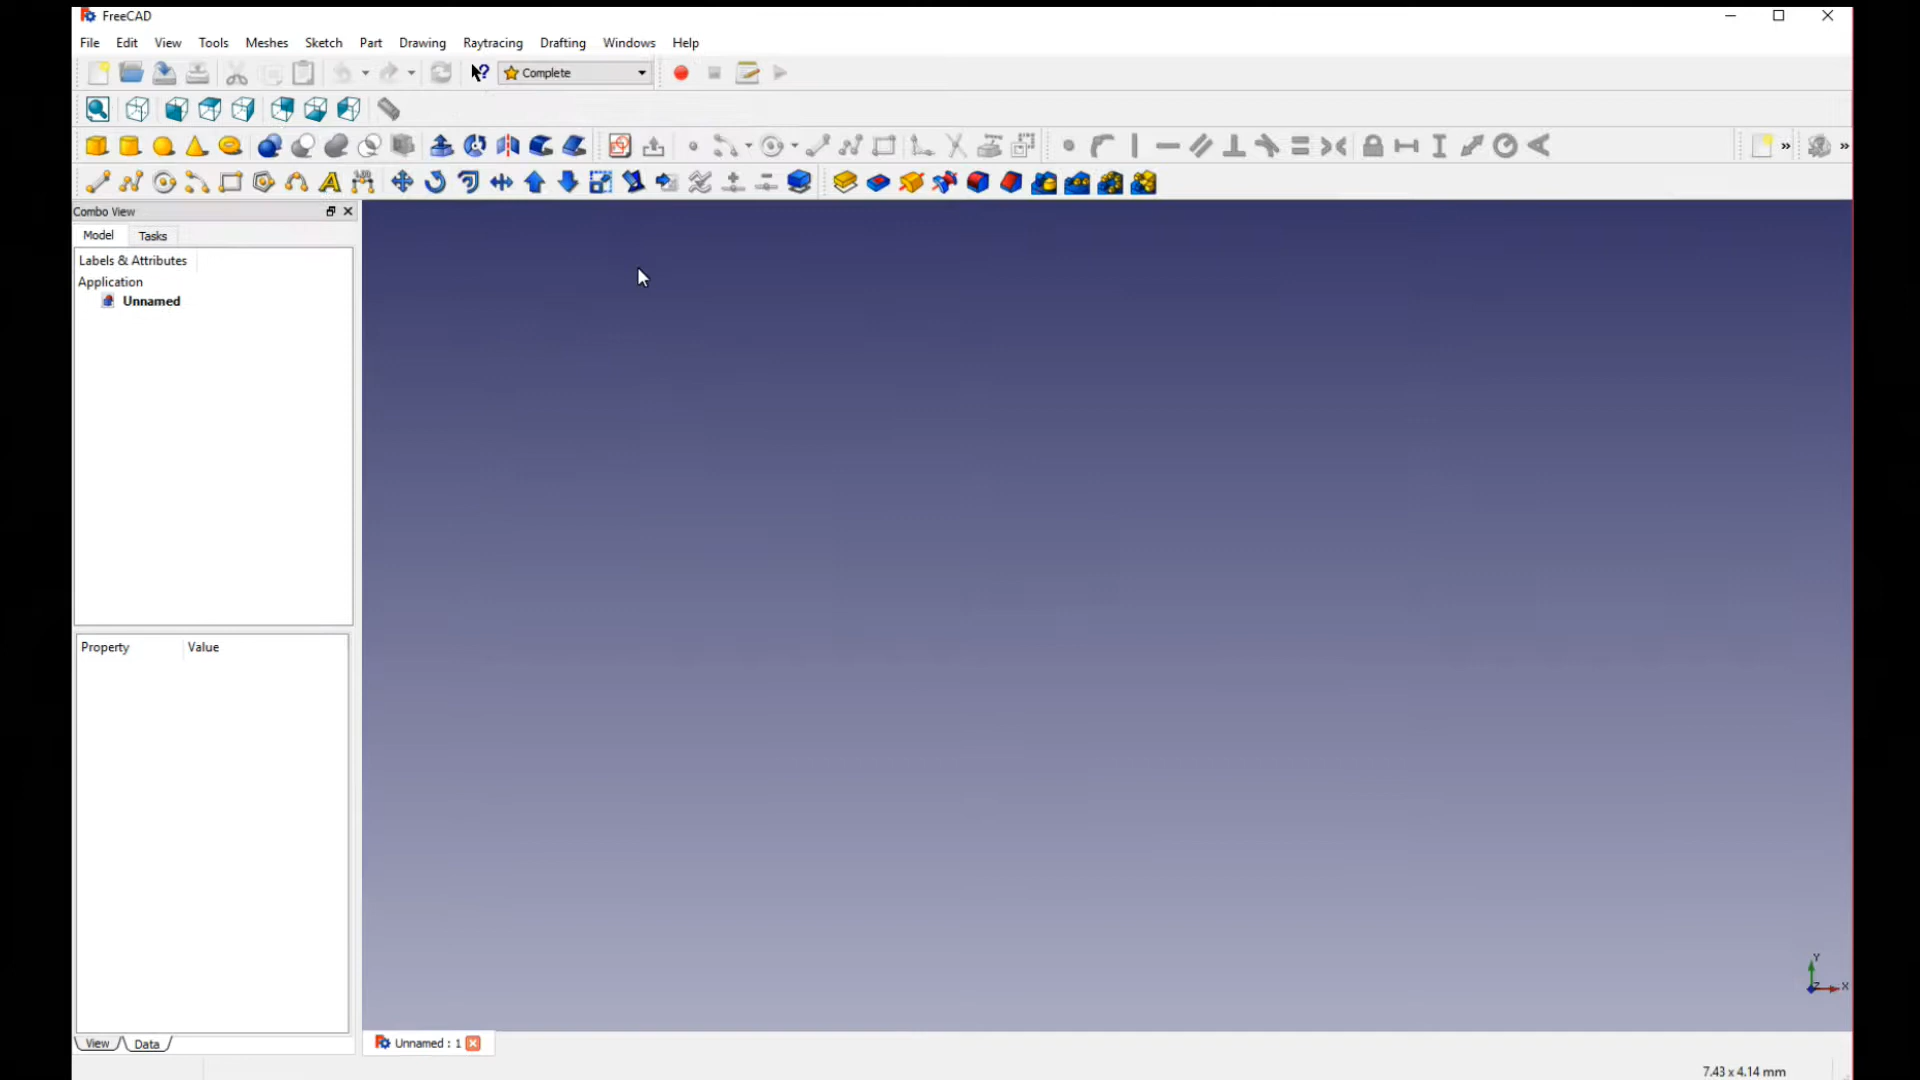 FreeCAD
File Edit View Tools Meshes Sketch Part Drawing Raytracing Drafting Windows Help
Complete
Combo View
Model Tasks
Labels & Attributes
Application
Unnamed
Property Value
View Data
Unnamed : 1
Y
Z X
7.43 x 4.14 mm